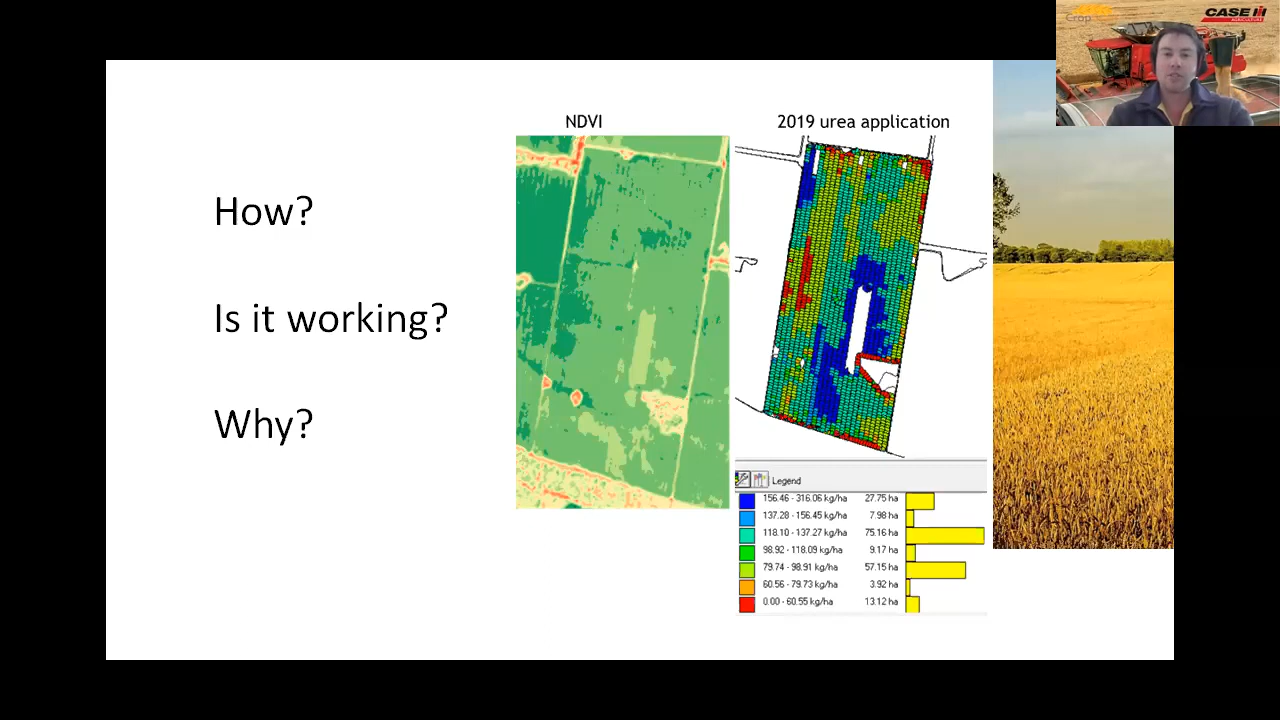 Crop
CASE IH
AGRICULTURE
NDVI
2019 urea application
How?
Is it working?
Why?
Legend
156.46 - 316.06 kg/ha 27.75 ha
137.28 - 156.45 kg/ha 7.98 ha
118.10 - 137.27 kg/ha 75.16 ha
98.92 - 118.09 kg/ha 9.17 ha
79.74 - 98.91 kg/ha 57.15 ha
60.56 - 79.73 kg/ha 3.92 ha
0.00 - 60.55 kg/ha 13.12 ha